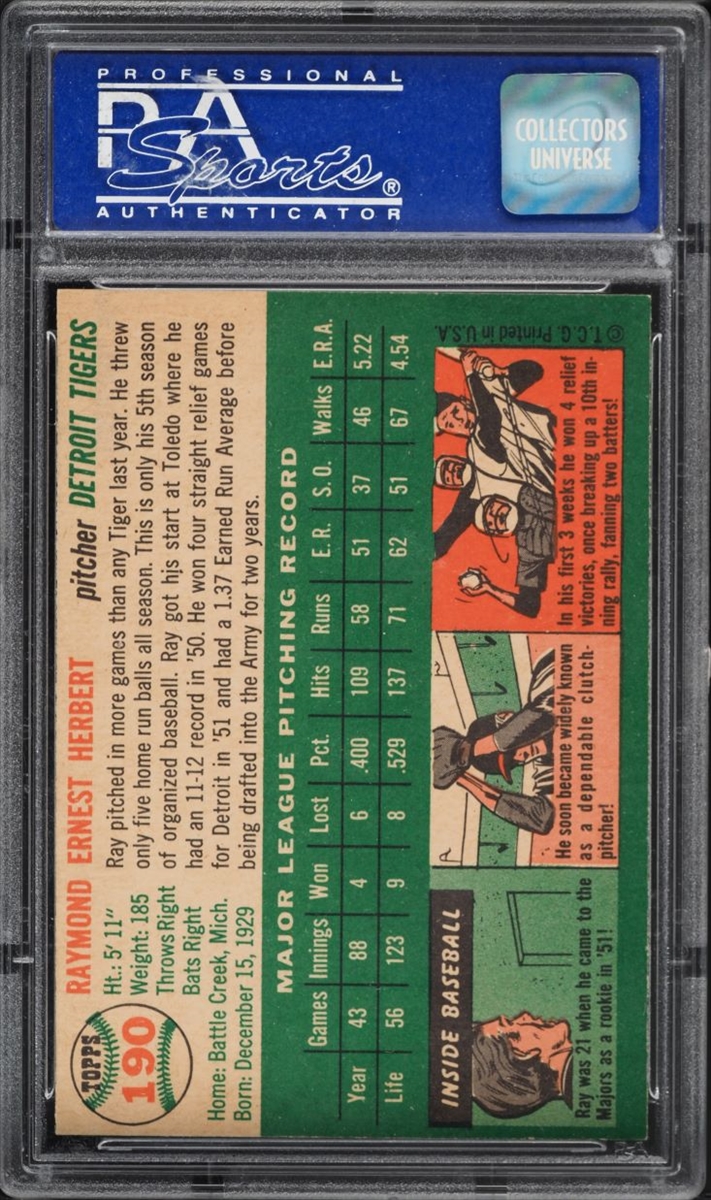 PROFESSIONAL
PSA
Sports®
AUTHENTICATOR
COLLECTORS
UNIVERSE
TOPPS
190
RAYMOND ERNEST HERBERT pitcher DETROIT TIGERS
Ht.: 5' 11"
Weight: 185
Throws Right
Bats Right
Home: Battle Creek, Mich.
Born: December 15, 1929
Ray pitched in more games than any Tiger last year. He threw
only five home run balls all season. This is only his 5th season
of organized baseball. Ray got his start at Toledo where he
had an 11-12 record in '50. He won four straight relief games
for Detroit in '51 and had a 1.37 Earned Run Average before
being drafted into the Army for two years.
MAJOR LEAGUE PITCHING RECORD
Games Innings Won Lost Pct. Hits Runs E.R. S.O. Walks E.R.A.
Year 43 88 4 6 .400 109 58 51 37 46 5.22
Life 56 123 9 8 .529 137 71 62 51 67 4.54
INSIDE BASEBALL
Ray was 21 when he came to the
Majors as a rookie in '51!
He soon became widely known
as a dependable clutch-
pitcher!
In his first 3 weeks he won 4 relief
victories, once breaking up a 10th in-
ning rally, fanning two batters!
© T.C.G. Printed in U.S.A.